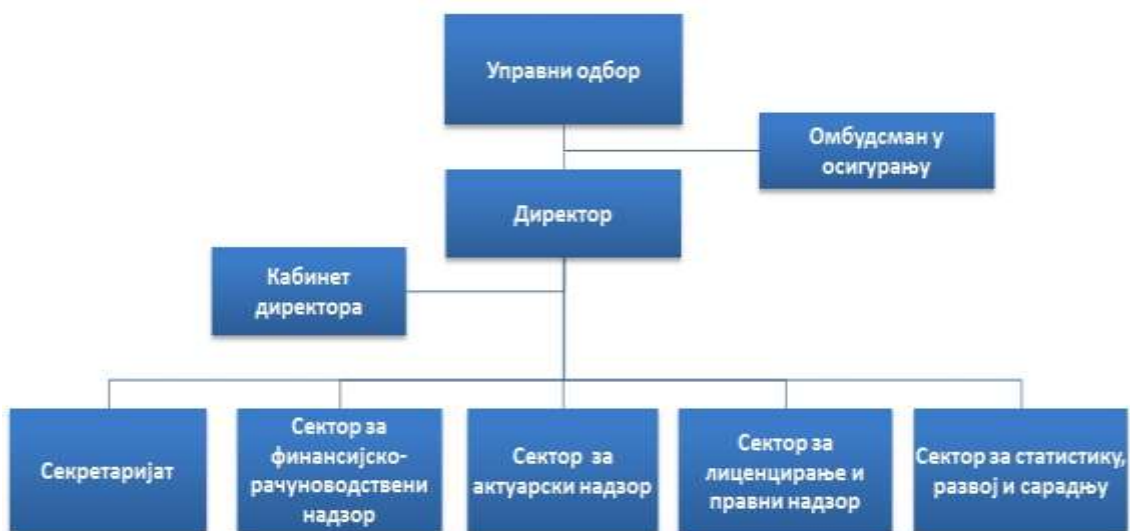 Управни одбор
Омбудсман у
осигурању
Директор
Кабинет
директора
Секретаријат
Сектор за
финансијско-
рачуноводствени
надзор
Сектор за
актуарски надзор
Сектор за
лиценцирање и
правни надзор
Сектор за статистику,
развој и сарадњу